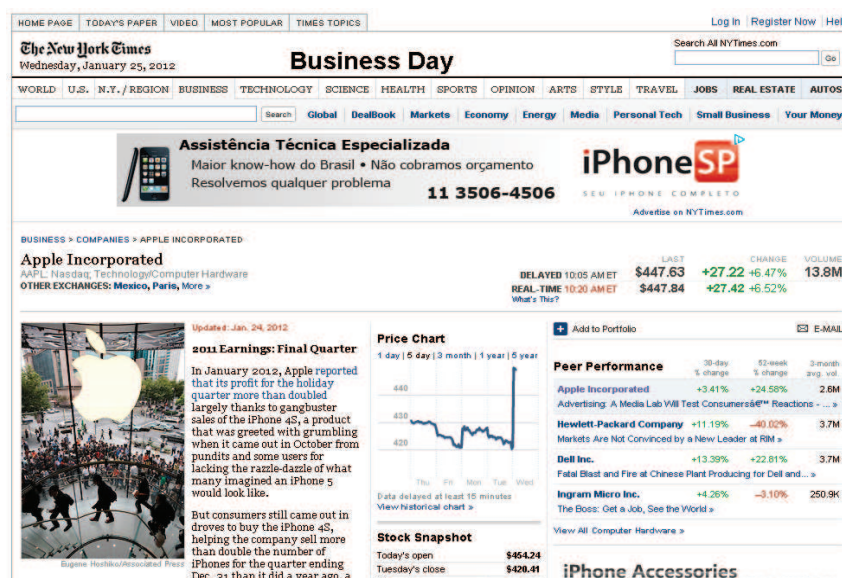 HOME PAGE TODAY'S PAPER VIDEO MOST POPULAR TIMES TOPICS
Log In Register Now Hel
The New York Times
Wednesday, January 25, 2012
Business Day
Search All NYTimes.com
Go
WORLD U.S. N.Y. / REGION BUSINESS TECHNOLOGY SCIENCE HEALTH SPORTS OPINION ARTS STYLE TRAVEL JOBS REAL ESTATE AUTOS
Search Global DealBook Markets Economy Energy Media Personal Tech Small Business Your Money
Assistência Técnica Especializada
Maior know-how do Brasil • Não cobramos orçamento
Resolvemos qualquer problema
11 3506-4506
iPhone SP
SEU IPHONE COMPLETO
Advertise on NYTimes.com
BUSINESS > COMPANIES > APPLE INCORPORATED
Apple Incorporated
AAPL: Nasdaq; Technology/Computer Hardware
OTHER EXCHANGES: Mexico, Paris, More »
LAST CHANGE VOLUME
DELAYED 10:05 AM ET $447.63 +27.22 +6.47% 13.8M
REAL-TIME 10:20 AM ET $447.84 +27.42 +6.52%
What's This?
Updated: Jan. 24, 2012
2011 Earnings: Final Quarter
In January 2012, Apple reported
that its profit for the holiday
quarter more than doubled
largely thanks to gangbuster
sales of the iPhone 4S, a product
that was greeted with grumbling
when it came out in October from
pundits and some users for
lacking the razzle-dazzle of what
many imagined an iPhone 5
would look like.
But consumers still came out in
droves to buy the iPhone 4S,
helping the company sell more
than double the number of
iPhones for the quarter ending
Dec. 31 than it did a year ago, a
Eugene Hoshiko/Associated Press
Price Chart
1 day | 5 day | 3 month | 1 year | 5 year
440
430
420
Thu Fri Mon Tue Wed
Data delayed at least 15 minutes
View historical chart »
Stock Snapshot
Today's open $454.24
Tuesday's close $420.41
Add to Portfolio
E-MAIL
Peer Performance
30-day % change 52-week % change 3-month avg. vol.
Apple Incorporated +3.41% +24.58% 2.6M
Advertising: A Media Lab Will Test Consumersâ€™ Reactions - ... »
Hewlett-Packard Company +11.19% –40.02% 3.7M
Markets Are Not Convinced by a New Leader at RIM »
Dell Inc. +13.39% +22.81% 3.7M
Fatal Blast and Fire at Chinese Plant Producing for Dell and... »
Ingram Micro Inc. +4.26% –3.10% 250.9K
The Boss: Get a Job, See the World »
View All Computer Hardware »
iPhone Accessories